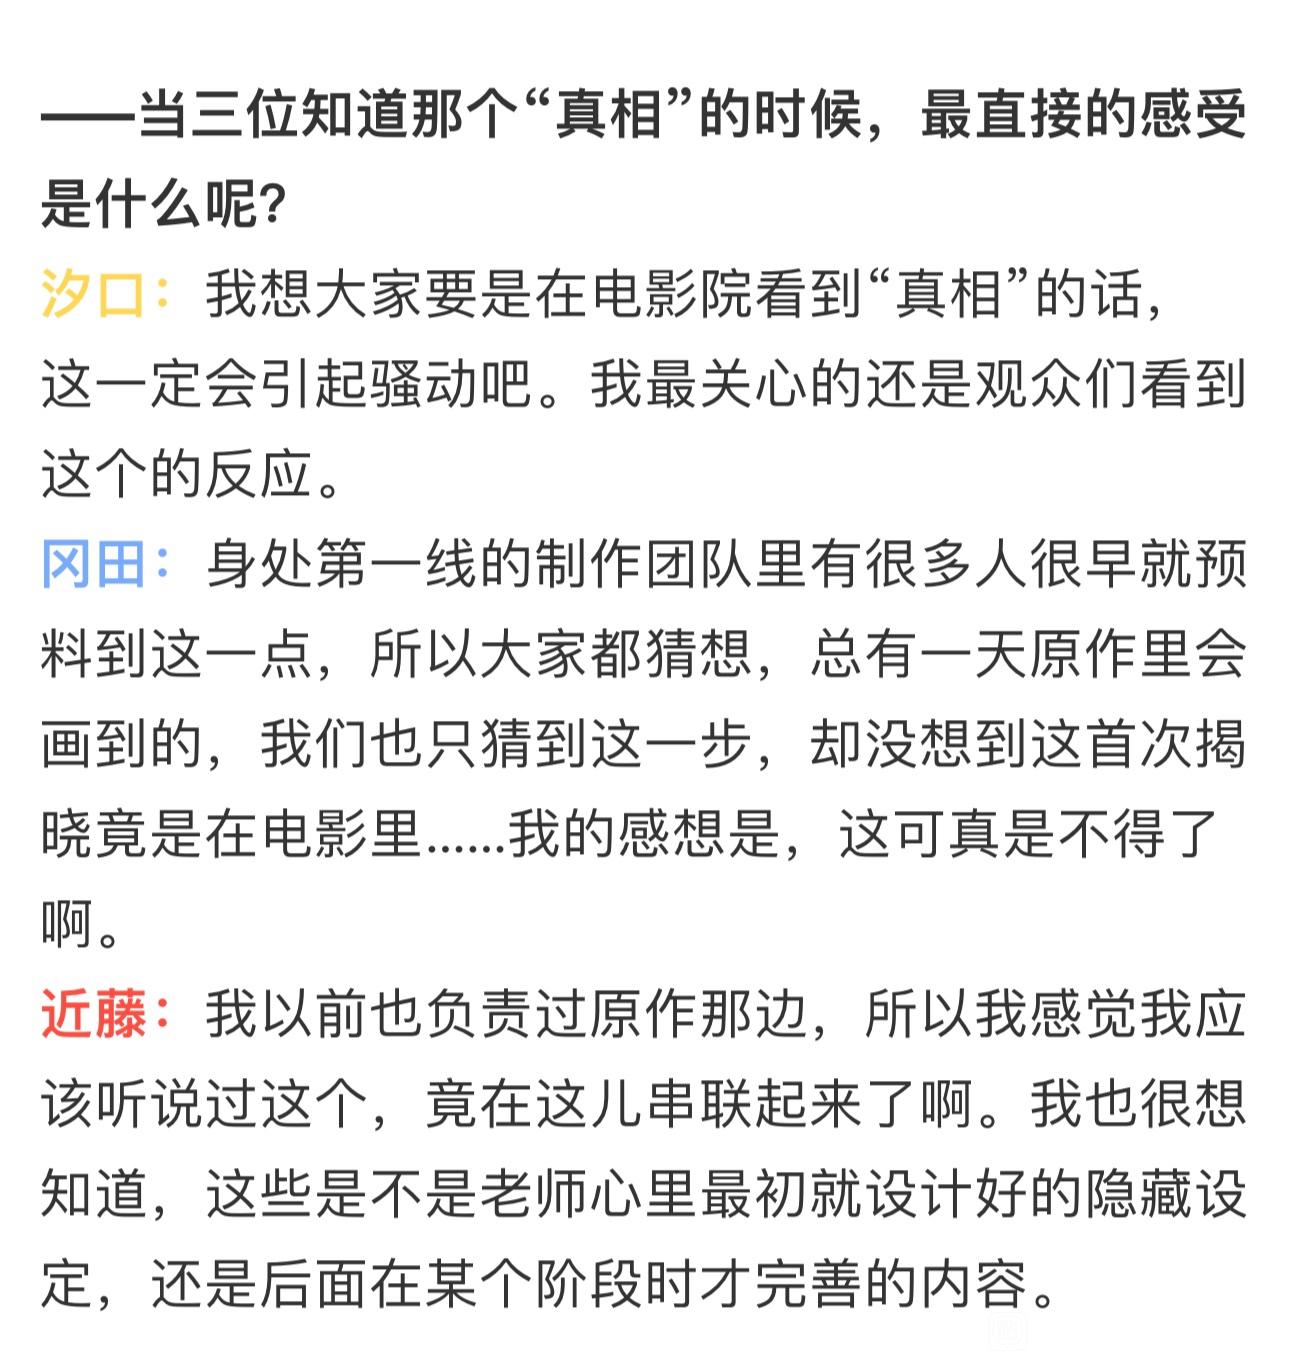 ——当三位知道那个“真相”的时候，最直接的感受
是什么呢？
汐口：我想大家要是在电影院看到“真相”的话，
这一定会引起骚动吧。我最关心的还是观众们看到
这个的反应。
冈田：身处第一线的制作团队里有很多人很早就预
料到这一点，所以大家都猜想，总有一天原作里会
画到的，我们也只猜到这一步，却没想到这首次揭
晓竟是在电影里……我的感想是，这可真是不得了
啊。
近藤：我以前也负责过原作那边，所以我感觉我应
该听说过这个，竟在这儿串联起来了啊。我也很想
知道，这些是不是老师心里最初就设计好的隐藏设
定，还是后面在某个阶段时才完善的内容。